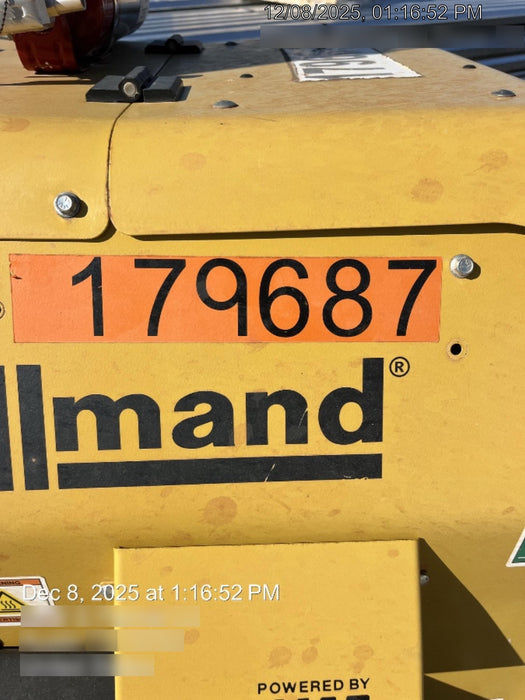 12/08/2025, 01:16:52 PM
179687
llmand®
Dec 8, 2025 at 1:16:52 PM
POWERED BY